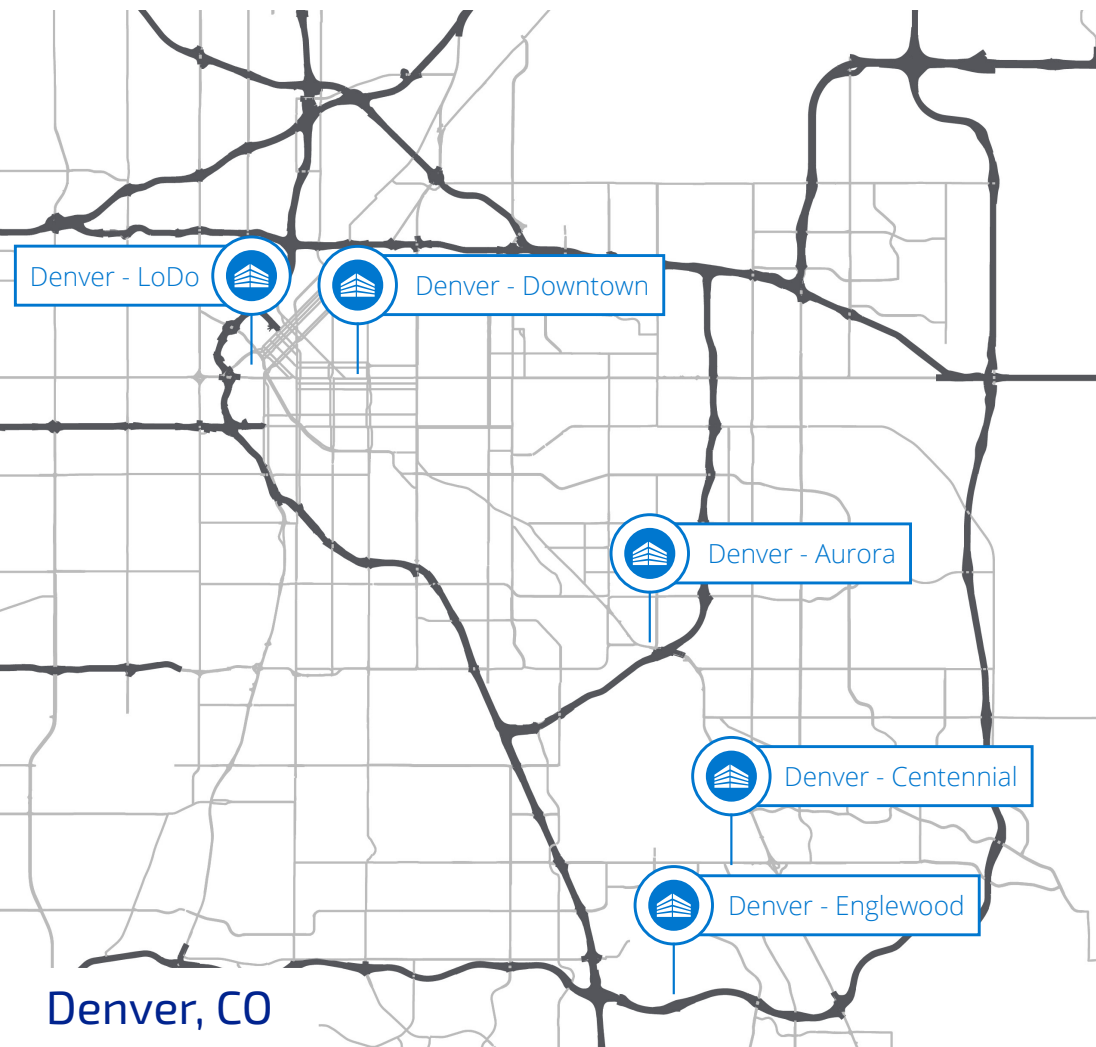 Denver - LoDo
Denver - Downtown
Denver - Aurora
Denver - Centennial
Denver - Englewood
Denver, CO